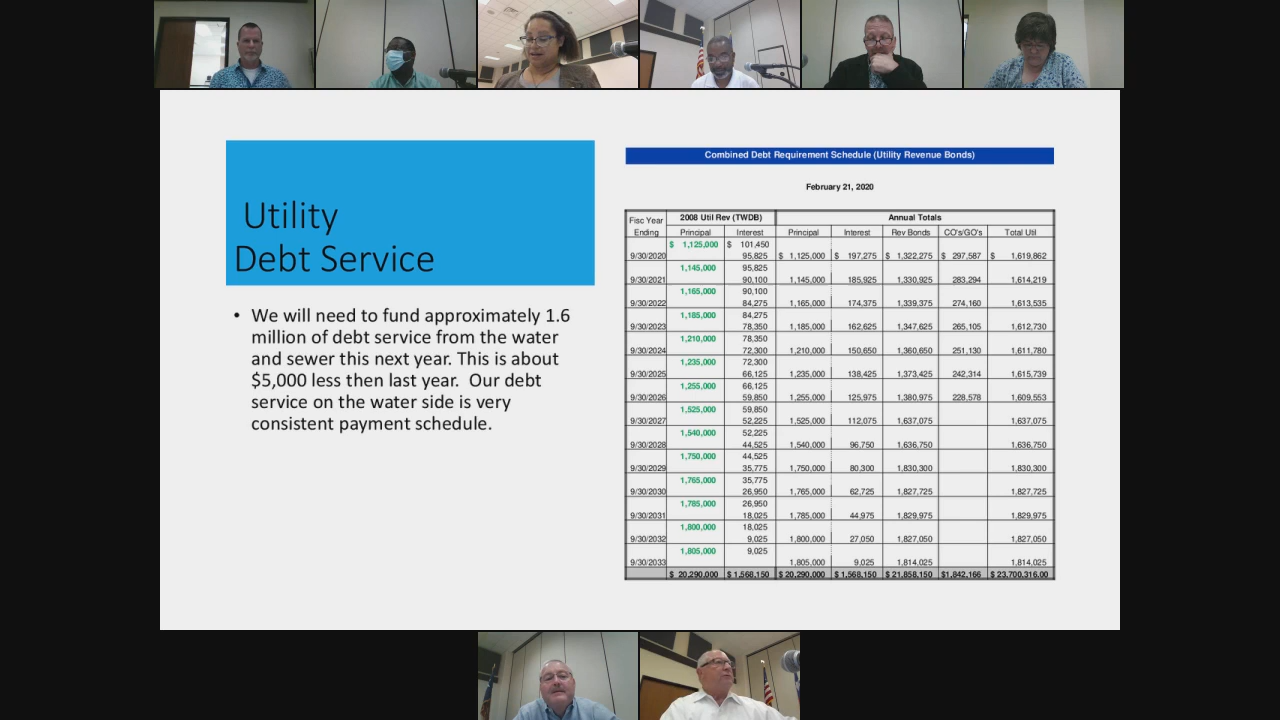 Utility
Debt Service
• We will need to fund approximately 1.6
million of debt service from the water
and sewer this next year. This is about
$5,000 less then last year. Our debt
service on the water side is very
consistent payment schedule.
Combined Debt Requirement Schedule (Utility Revenue Bonds)
February 21, 2020
Fisc Year 2008 Util Rev (TWDB) Annual Totals
Ending Principal Interest Principal Interest Rev Bonds CO's/GO's Total Util
$ 1,125,000 $ 101,450
9/30/2020 95,825 $ 1,125,000 $ 197,275 $ 1,322,275 $ 297,587 $ 1,619,862
1,145,000 95,825
9/30/2021 90,100 1,145,000 185,925 1,330,925 283,294 1,614,219
1,165,000 90,100
9/30/2022 84,275 1,165,000 174,375 1,339,375 274,160 1,613,535
1,185,000 84,275
9/30/2023 78,350 1,185,000 162,625 1,347,625 265,105 1,612,730
1,210,000 78,350
9/30/2024 72,300 1,210,000 150,650 1,360,650 251,130 1,611,780
1,235,000 72,300
9/30/2025 66,125 1,235,000 138,425 1,373,425 242,314 1,615,739
1,255,000 66,125
9/30/2026 59,850 1,255,000 125,975 1,380,975 228,578 1,609,553
1,525,000 59,850
9/30/2027 52,225 1,525,000 112,075 1,637,075 1,637,075
1,540,000 52,225
9/30/2028 44,525 1,540,000 96,750 1,636,750 1,636,750
1,750,000 44,525
9/30/2029 35,775 1,750,000 80,300 1,830,300 1,830,300
1,765,000 35,775
9/30/2030 26,950 1,765,000 62,725 1,827,725 1,827,725
1,785,000 26,950
9/30/2031 18,025 1,785,000 44,975 1,829,975 1,829,975
1,800,000 18,025
9/30/2032 9,025 1,800,000 27,050 1,827,050 1,827,050
1,805,000 9,025
9/30/2033 1,805,000 9,025 1,814,025 1,814,025
$ 20,290,000 $ 1,568,150 $ 20,290,000 $ 1,568,150 $ 21,858,150 $1,842,166 $ 23,700,316.00